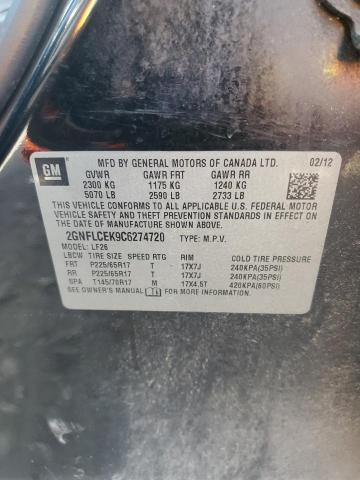 GM
MFD BY GENERAL MOTORS OF CANADA LTD. 02/12
GVWR GAWR FRT GAWR RR
2300 KG 1175 KG 1240 KG
5070 LB 2590 LB 2733 LB
THIS VEHICLE CONFORMS TO ALL APPLICABLE U.S. FEDERAL MOTOR
VEHICLE SAFETY AND THEFT PREVENTION STANDARDS IN EFFECT ON
THE DATE OF MANUFACTURE SHOWN ABOVE.
2GNFLCEK9C6274720 TYPE: M.P.V.
MODEL: LF26
LBCW TIRE SIZE SPEED RTG RIM COLD TIRE PRESSURE
FRT P225/65R17 T 17X7J 240KPA(35PSI)
RR P225/65R17 T 17X7J 240KPA(35PSI)
SPA T145/70R17 M 17X4.5T 420KPA(60PSI)
SEE OWNER'S MANUAL FOR MORE INFORMATION.